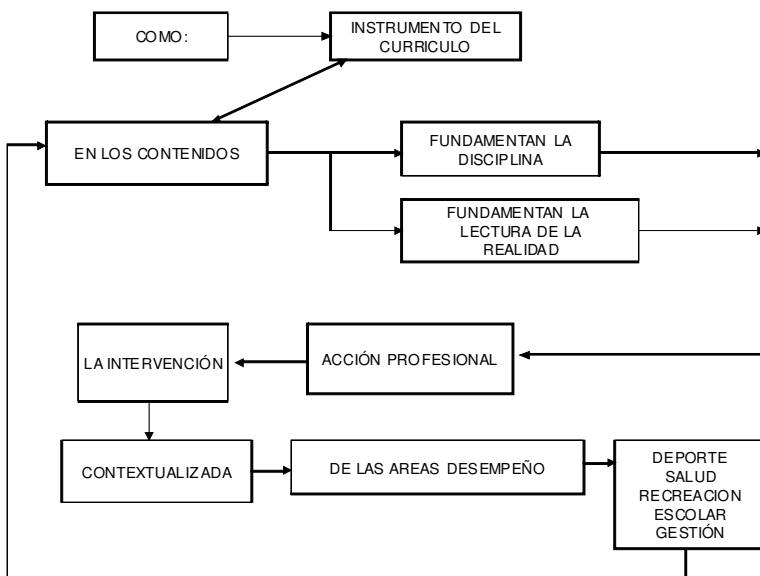 COMO:
INSTRUMENTO DEL
CURRICULO
EN LOS CONTENIDOS
FUNDAMENTAN LA
DISCIPLINA
FUNDAMENTAN LA
LECTURA DE LA
REALIDAD
LA INTERVENCIÓN
ACCIÓN PROFESIONAL
CONTEXTUALIZADA
DE LAS AREAS DESEMPEÑO
DEPORTE
SALUD
RECREACION
ESCOLAR
GESTIÓN